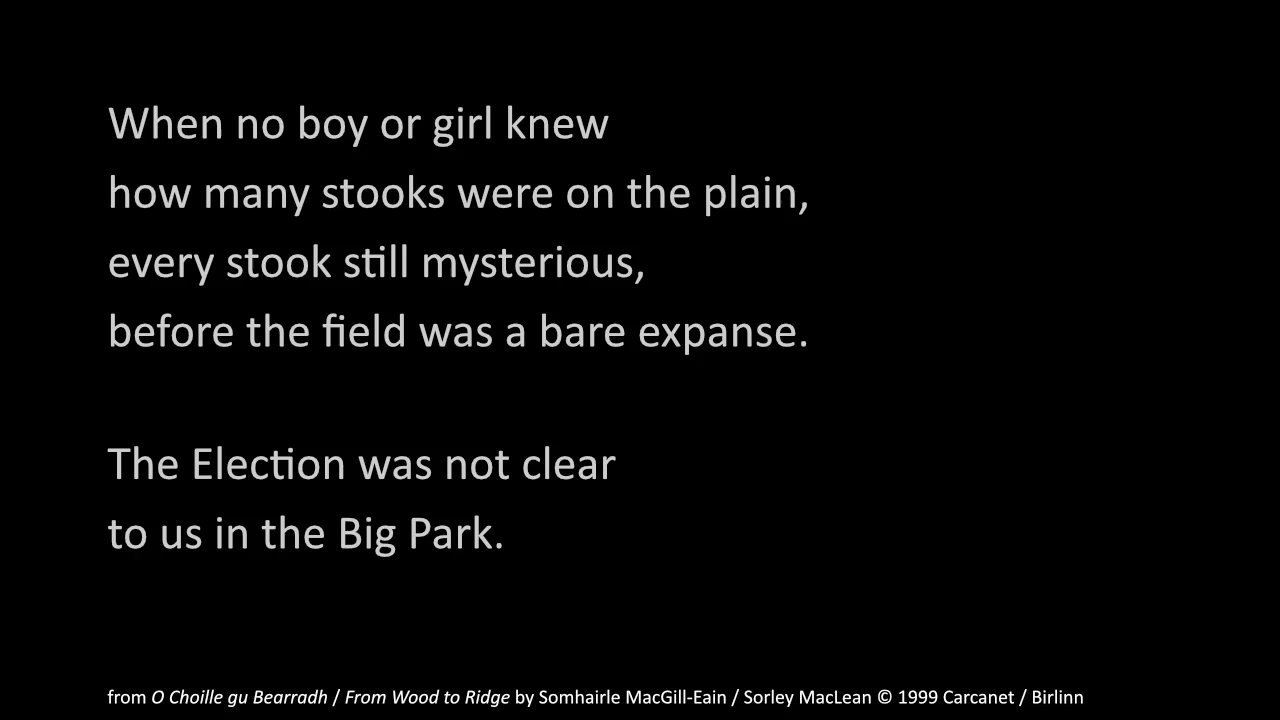 When no boy or girl knew
how many stooks were on the plain,
every stook still mysterious,
before the field was a bare expanse.
The Election was not clear
to us in the Big Park.
from O Choille gu Bearradh / From Wood to Ridge by Somhairle MacGill-Eain / Sorley MacLean © 1999 Carcanet / Birlinn